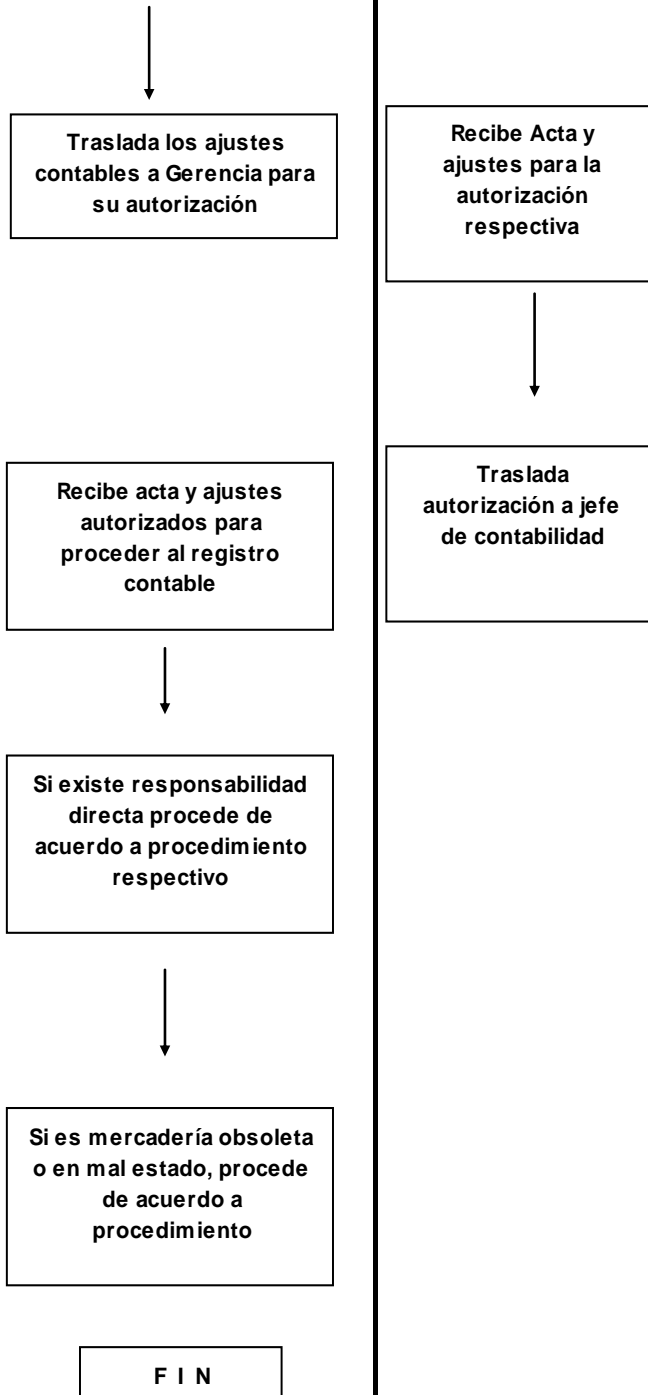 Traslada los ajustes
contables a Gerencia para
su autorización
Recibe Acta y
ajustes para la
autorización
respectiva
Traslada
autorización a jefe
de contabilidad
Recibe acta y ajustes
autorizados para
proceder al registro
contable
Si existe responsabilidad
directa procede de
acuerdo a procedimiento
respectivo
Si es mercadería obsoleta
o en mal estado, procede
de acuerdo a
procedimiento
F I N